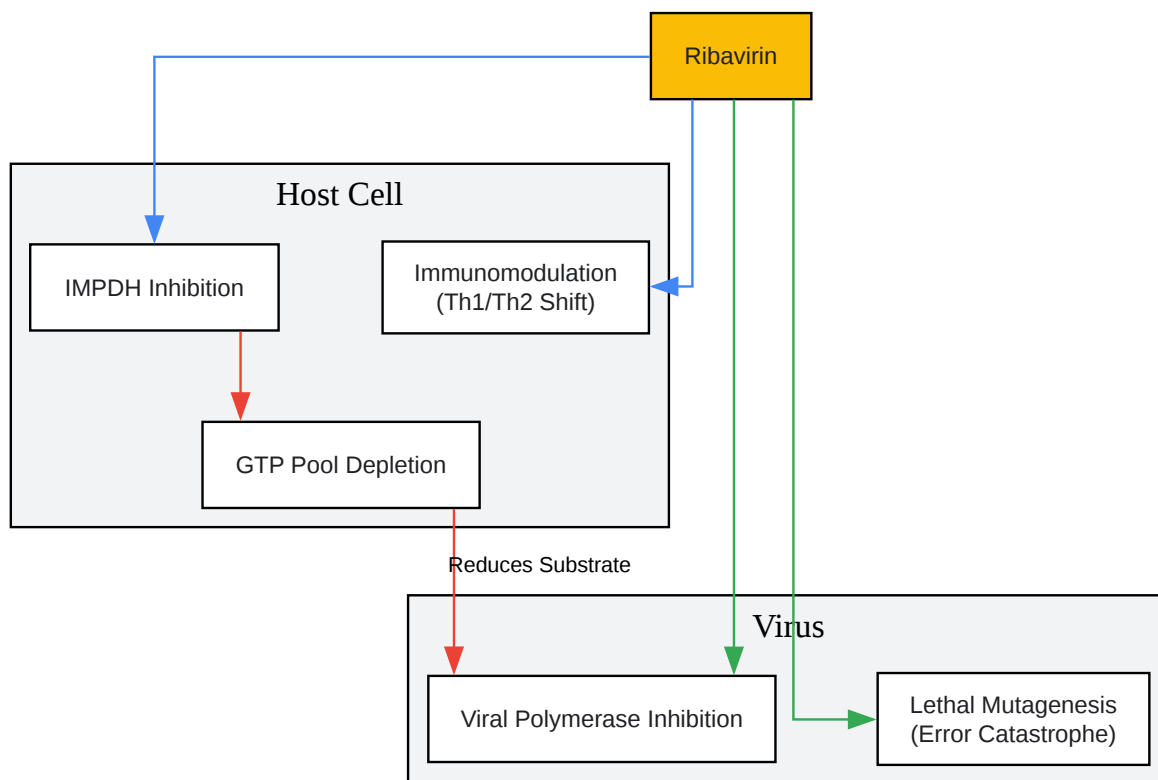 Ribavirin
Host Cell
IMPDH Inhibition
Immunomodulation
(Th1/Th2 Shift)
GTP Pool Depletion
Reduces Substrate
Virus
Viral Polymerase Inhibition
Lethal Mutagenesis
(Error Catastrophe)